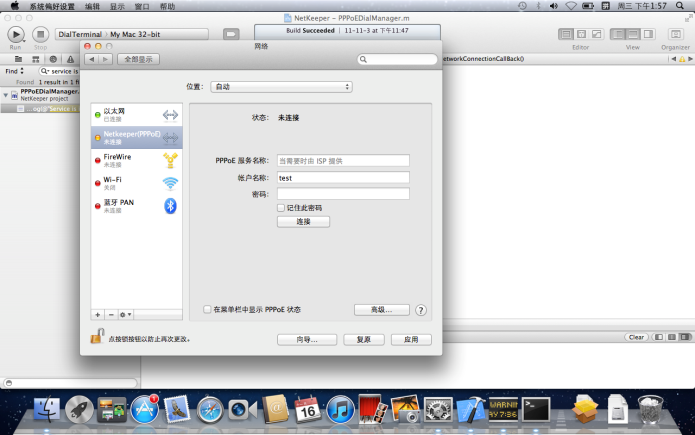 系统偏好设置 编辑 显示 窗口 帮助
周三 下午1:57
NetKeeper – PPPoEDialManager.m
DialTerminal My Mac 32-bit
Build Succeeded | 11-11-3 at 下午11:47
Run Stop
Editor View Organizer
网络
全部显示
etworkConnectionCallBack()
Find service is
Found 1 result in 1 fi
PPPoEDialManager.
NetKeeper project
位置: 自动
以太网
已连接
Netkeeper(PPPoE)
未连接
FireWire
未连接
Wi-Fi
关闭
蓝牙 PAN
未连接
状态: 未连接
PPPoE 服务名称: 当需要时由 ISP 提供
帐户名称: test
密码:
记住此密码
连接
在菜单栏中显示 PPPoE 状态
高级... ?
点按锁按钮以防止再次更改。
向导... 复原 应用
Clear
1
16
WARNIN
AY 7:36